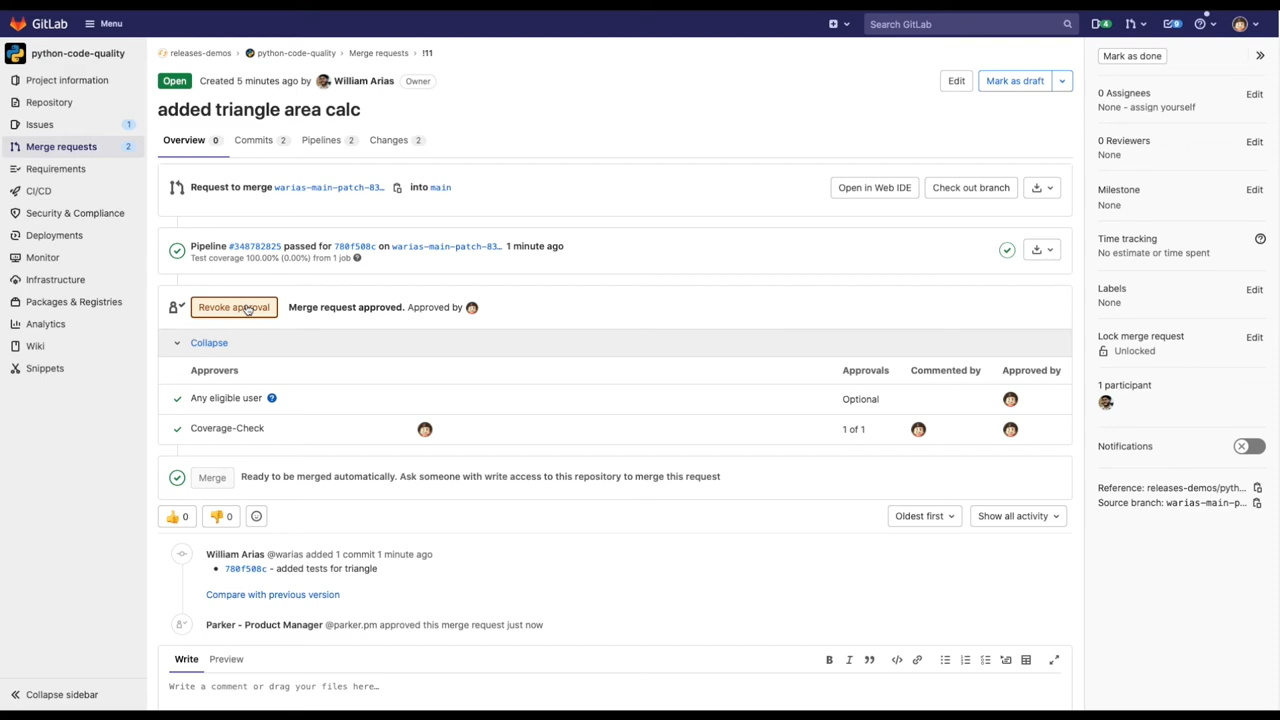 GitLab Menu Search GitLab 4 9
python-code-quality
Project information
Repository
Issues 1
Merge requests 2
Requirements
CI/CD
Security & Compliance
Deployments
Monitor
Infrastructure
Packages & Registries
Analytics
Wiki
Snippets
Collapse sidebar
releases-demos > python-code-quality > Merge requests > !11
Open Created 5 minutes ago by William Arias Owner
Edit Mark as draft
added triangle area calc
Overview 0 Commits 2 Pipelines 2 Changes 2
Request to merge warias-main-patch-83… into main
Open in Web IDE Check out branch
Pipeline #348782825 passed for 780f508c on warias-main-patch-83… 1 minute ago
Test coverage 100.00% (0.00%) from 1 job
Revoke approval Merge request approved. Approved by
Collapse
Approvers Approvals Commented by Approved by
Any eligible user Optional
Coverage-Check 1 of 1
Merge Ready to be merged automatically. Ask someone with write access to this repository to merge this request
0 0 Oldest first Show all activity
William Arias @warias added 1 commit 1 minute ago
780f508c - added tests for triangle
Compare with previous version
Parker - Product Manager @parker.pm approved this merge request just now
Write Preview
Write a comment or drag your files here…
Mark as done
0 Assignees Edit
None - assign yourself
0 Reviewers Edit
None
Milestone Edit
None
Time tracking
No estimate or time spent
Labels Edit
None
Lock merge request Edit
Unlocked
1 participant
Notifications
Reference: releases-demos/pyth…
Source branch: warias-main-p…